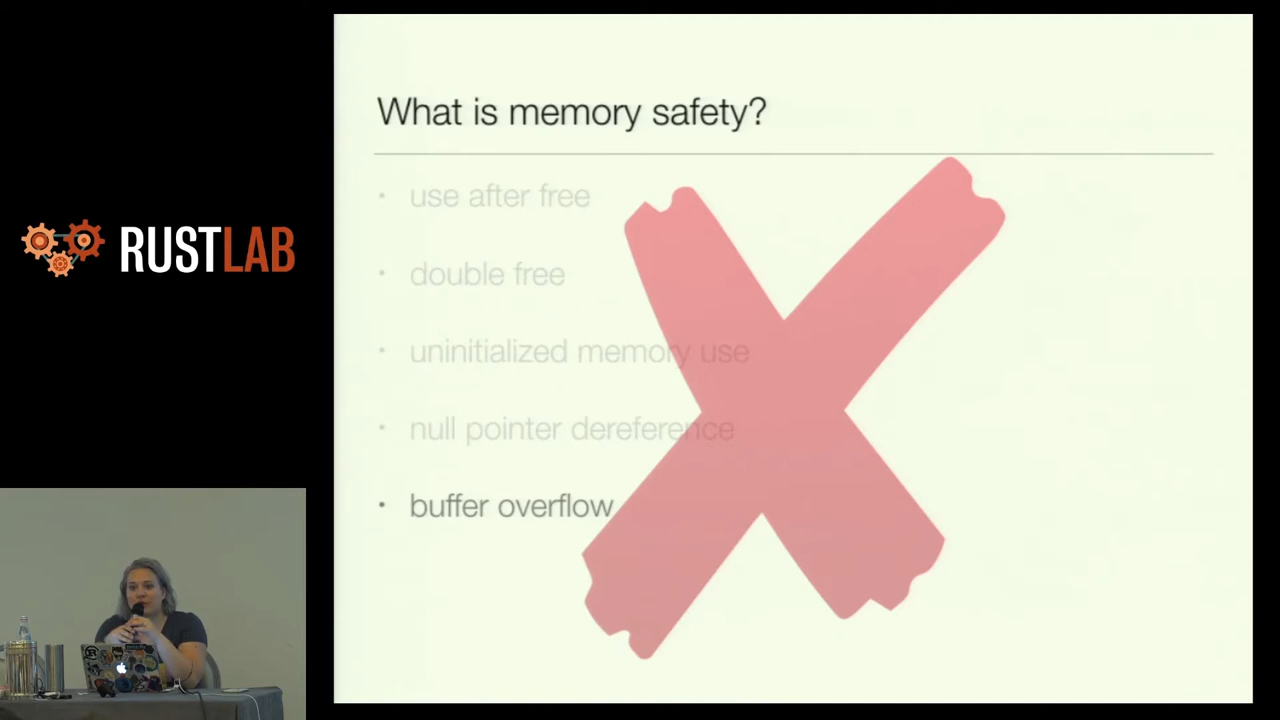 What is memory safety?
RUSTLAB
• use after free
• double free
• uninitialized memory use
• null pointer dereference
• buffer overflow